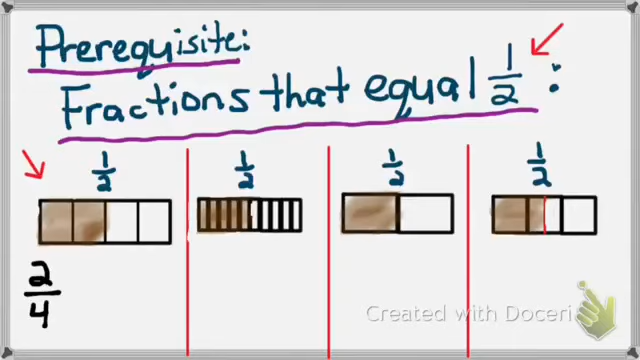 Prerequisite:
Fractions that equal 1/2:
1/2 1/2 1/2 1/2
2/4
Created with Doceri